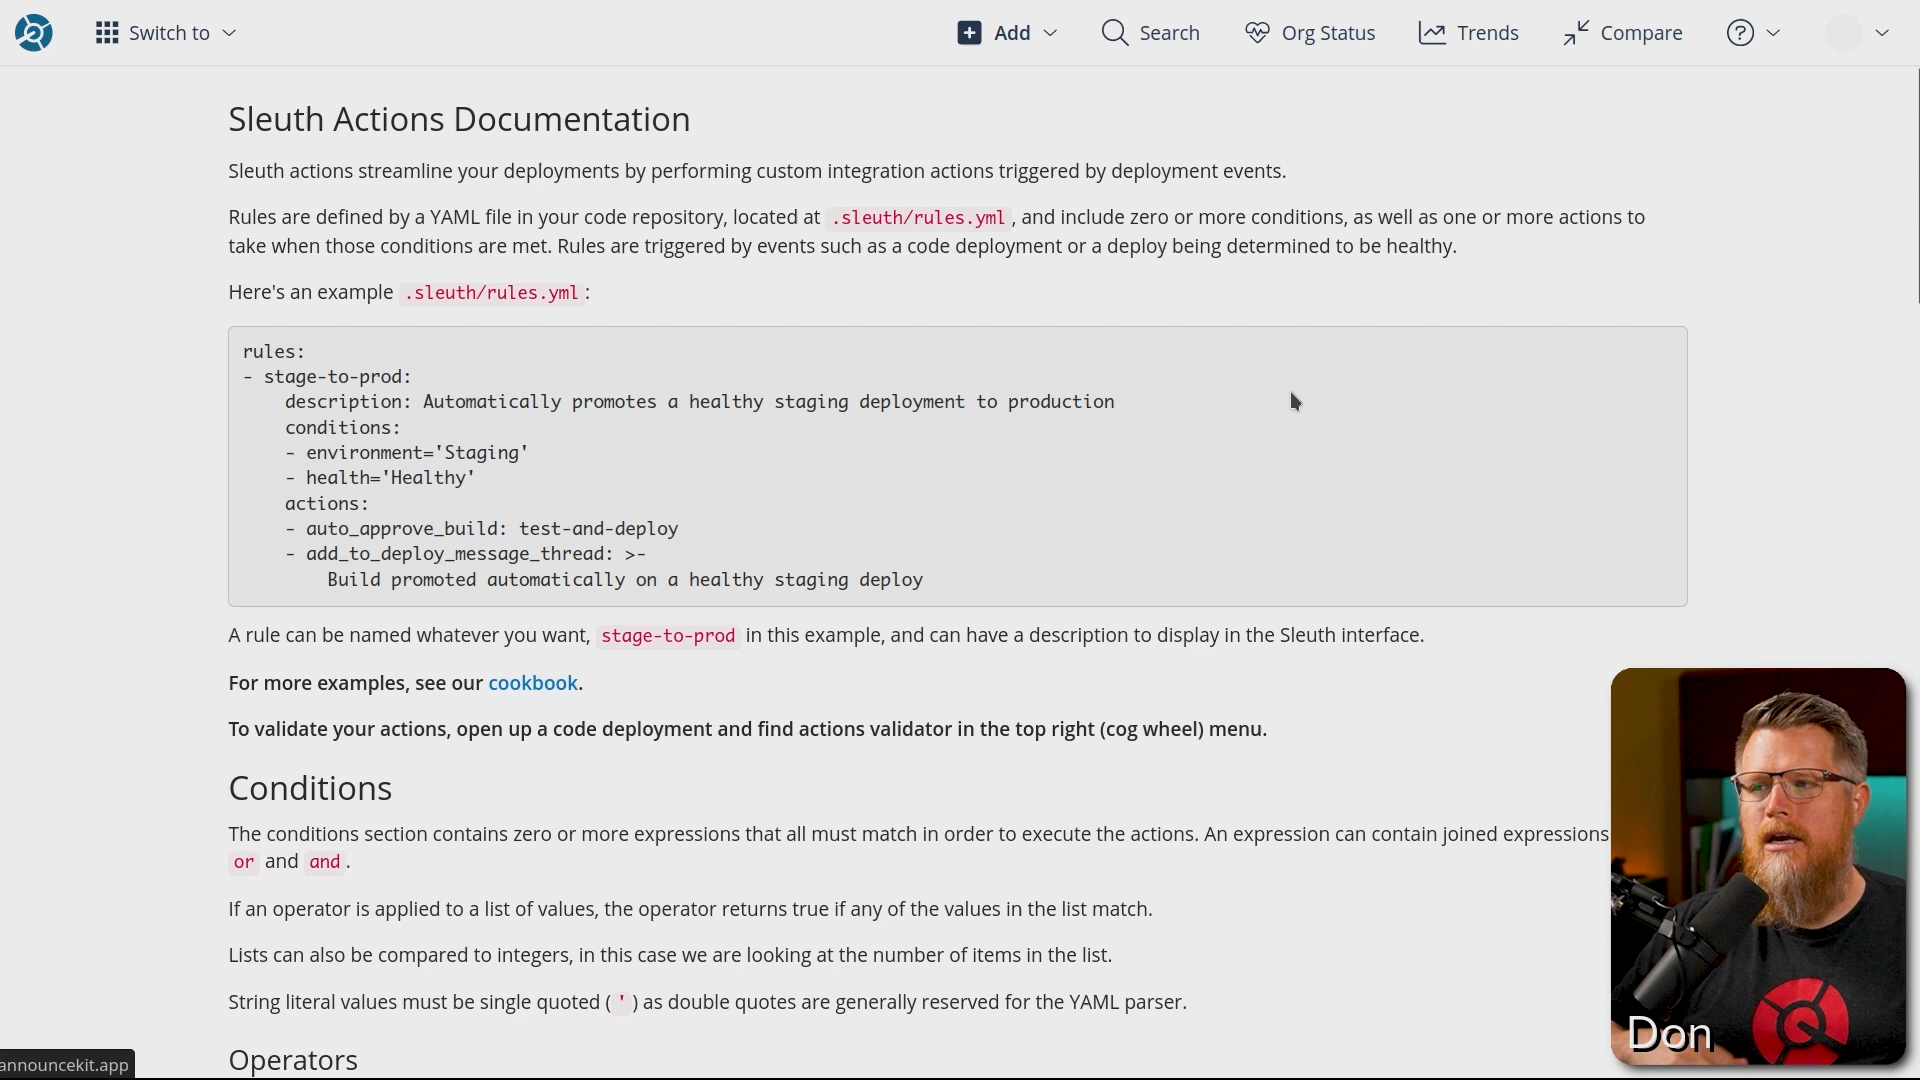 Switch to
Add
Search
Org Status
Trends
Compare
Sleuth Actions Documentation
Sleuth actions streamline your deployments by performing custom integration actions triggered by deployment events.
Rules are defined by a YAML file in your code repository, located at .sleuth/rules.yml, and include zero or more conditions, as well as one or more actions to
take when those conditions are met. Rules are triggered by events such as a code deployment or a deploy being determined to be healthy.
Here's an example .sleuth/rules.yml:
rules:
- stage-to-prod:
description: Automatically promotes a healthy staging deployment to production
conditions:
- environment='Staging'
- health='Healthy'
actions:
- auto_approve_build: test-and-deploy
- add_to_deploy_message_thread: >-
Build promoted automatically on a healthy staging deploy
A rule can be named whatever you want, stage-to-prod in this example, and can have a description to display in the Sleuth interface.
For more examples, see our cookbook.
To validate your actions, open up a code deployment and find actions validator in the top right (cog wheel) menu.
Conditions
The conditions section contains zero or more expressions that all must match in order to execute the actions. An expression can contain joined expressions
or and and.
If an operator is applied to a list of values, the operator returns true if any of the values in the list match.
Lists can also be compared to integers, in this case we are looking at the number of items in the list.
String literal values must be single quoted (') as double quotes are generally reserved for the YAML parser.
Don
Operators
announcekit.app